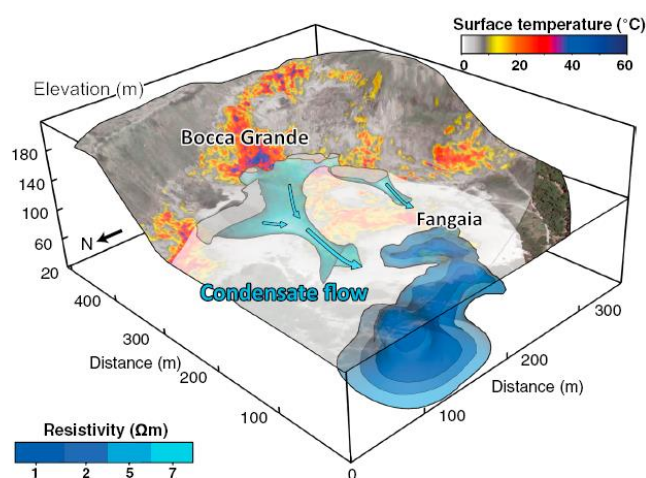 Surface temperature (°C)
0 20 40 60
Elevation (m)
Bocca Grande
180
140
100
60
20
N
Fangaia
Condensate flow
400
300
200
100
Distance (m)
300
200
100
0
Distance (m)
Resistivity (Ωm)
1 2 5 7